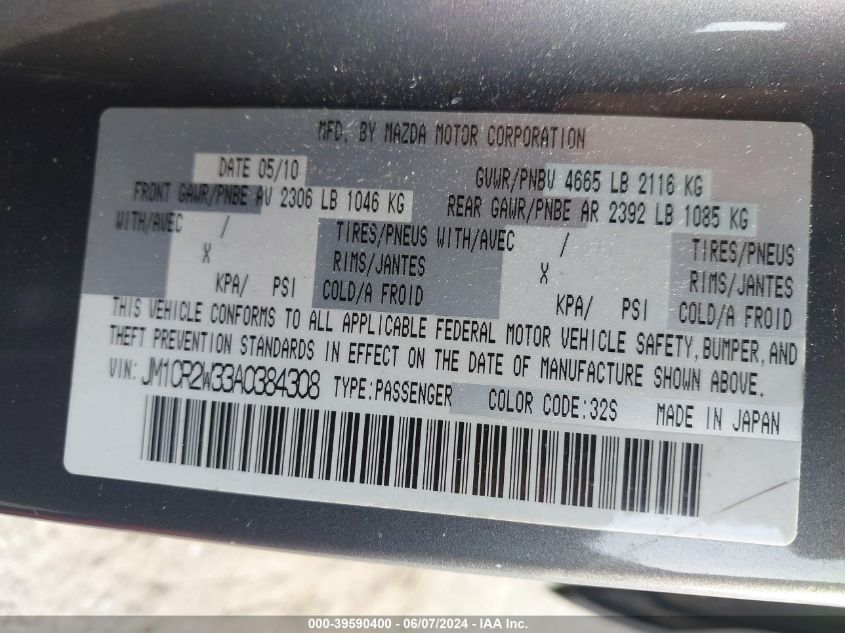 MFD. BY MAZDA MOTOR CORPORATION
DATE 05/10 GVWR/PNBV 4665 LB 2116 KG
FRONT GAWR/PNBE AV 2306 LB 1046 KG REAR GAWR/PNBE AR 2392 LB 1085 KG
WITH/AVEC / TIRES/PNEUS WITH/AVEC / TIRES/PNEUS
X RIMS/JANTES X RIMS/JANTES
KPA/ PSI COLD/A FROID KPA/ PSI COLD/A FROID
THIS VEHICLE CONFORMS TO ALL APPLICABLE FEDERAL MOTOR VEHICLE SAFETY, BUMPER, AND
THEFT PREVENTION STANDARDS IN EFFECT ON THE DATE OF MANUFACTURE SHOWN ABOVE.
VIN: JM1CR2W33A0384308 TYPE:PASSENGER COLOR CODE:32S MADE IN JAPAN
000-39590400 - 06/07/2024 - IAA Inc.